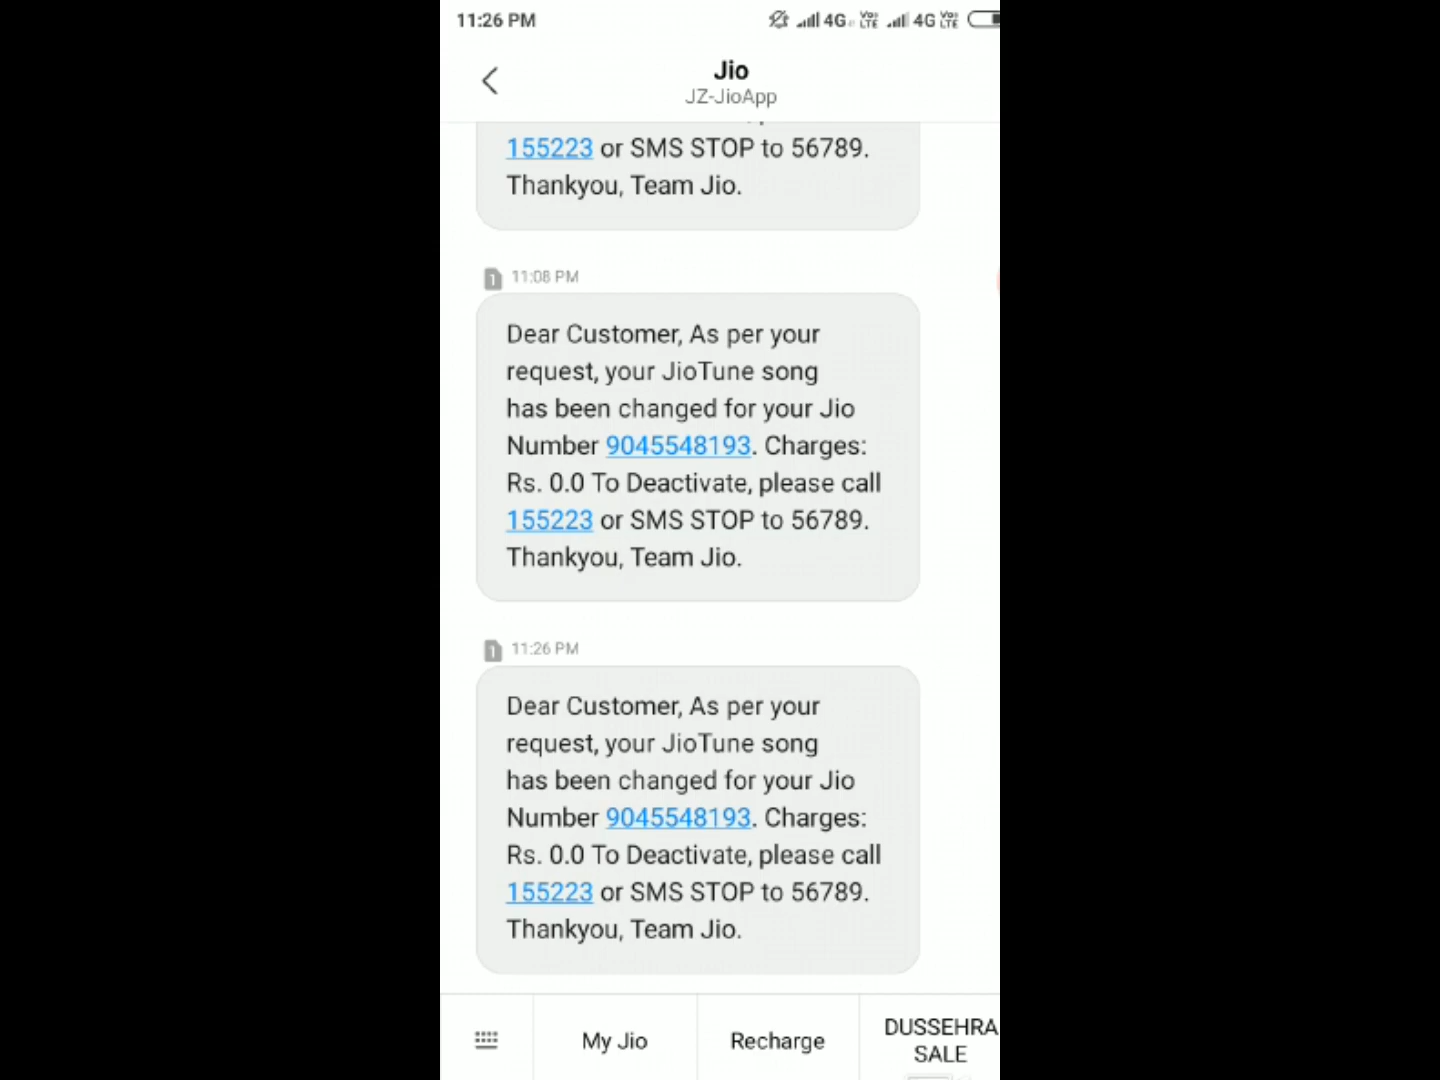 11:26 PM
4G VoLTE 4G VoLTE
Jio
JZ-JioApp
155223 or SMS STOP to 56789.
Thankyou, Team Jio.
1 11:08 PM
Dear Customer, As per your
request, your JioTune song
has been changed for your Jio
Number 9045548193. Charges:
Rs. 0.0 To Deactivate, please call
155223 or SMS STOP to 56789.
Thankyou, Team Jio.
1 11:26 PM
Dear Customer, As per your
request, your JioTune song
has been changed for your Jio
Number 9045548193. Charges:
Rs. 0.0 To Deactivate, please call
155223 or SMS STOP to 56789.
Thankyou, Team Jio.
My Jio
Recharge
DUSSEHRA
SALE